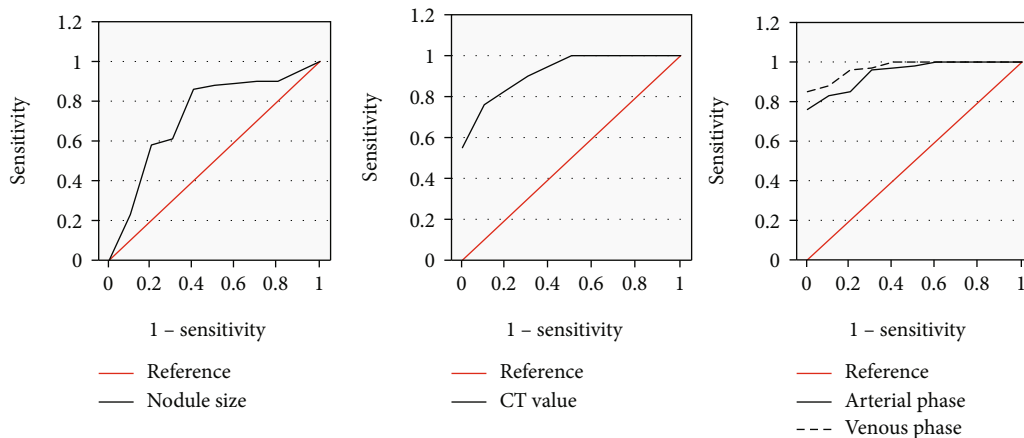 1.2
1
0.8
0.6
0.4
0.2
0
Sensitivity
0 0.2 0.4 0.6 0.8 1
1 – sensitivity
Reference
Nodule size
1.2
1
0.8
0.6
0.4
0.2
0
Sensitivity
0 0.2 0.4 0.6 0.8 1
1 – sensitivity
Reference
CT value
1.2
1
0.8
0.6
0.4
0.2
0
Sensitivity
0 0.2 0.4 0.6 0.8 1
1 – sensitivity
Reference
Arterial phase
Venous phase